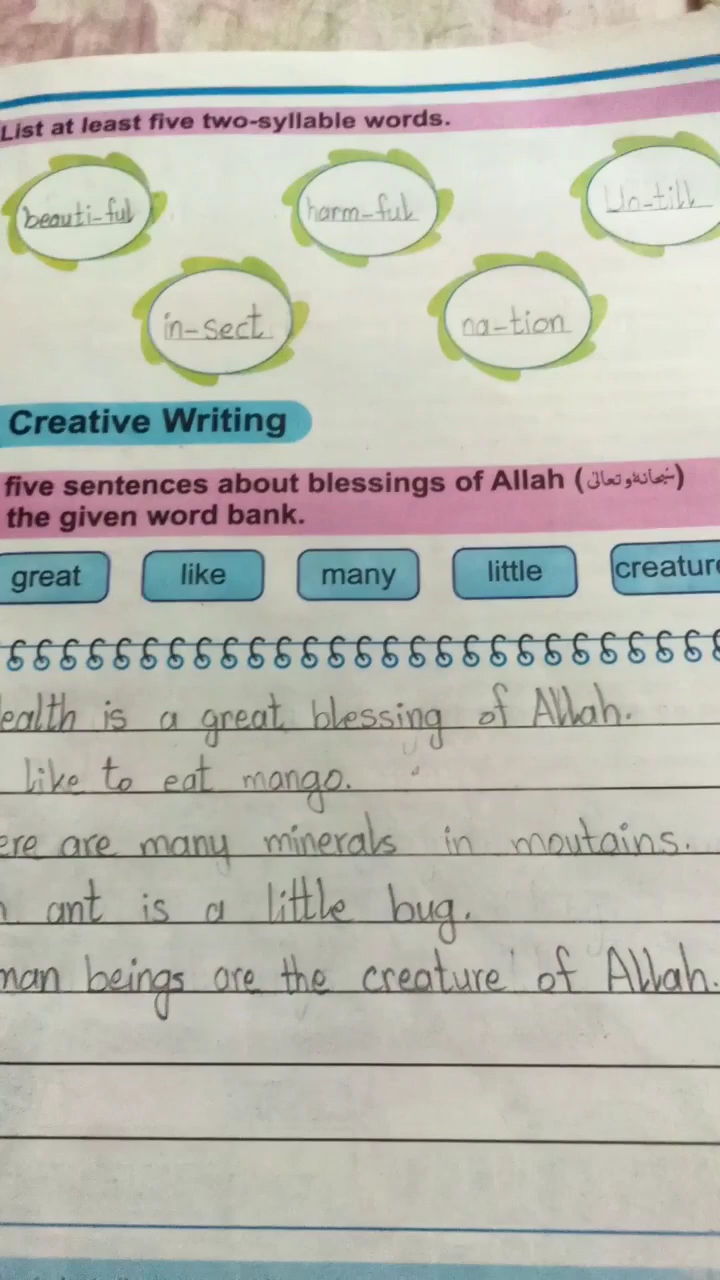 List at least five two-syllable words.
beauti-ful harm-ful Un-till
in-sect na-tion
Creative Writing
five sentences about blessings of Allah (سُبْحَانَهُ وَتَعَالَىٰ)
the given word bank.
great like many little creature
ealth is a great blessing of Allah.
like to eat mango.
ere are many minerals in moutains.
ant is a little bug.
man beings are the creature of Allah.